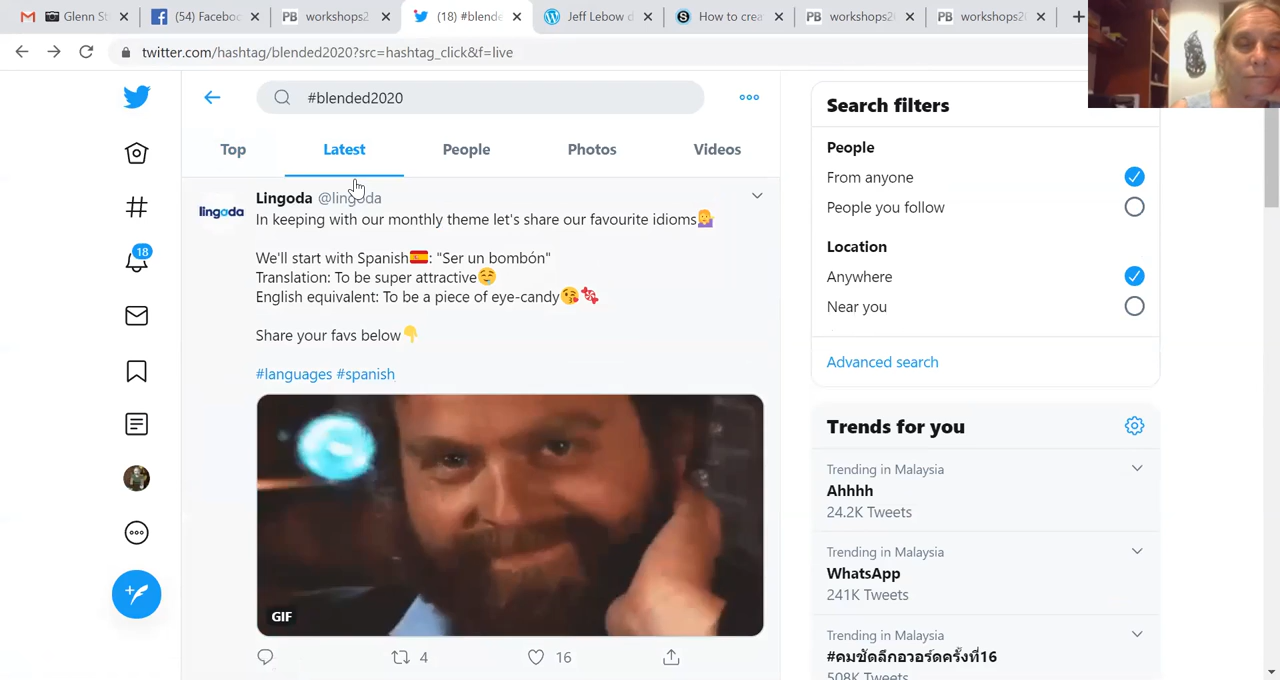 Glenn St
(54) Facebo
PB workshops2
(18) #blend
Jeff Lebow d
S How to crea
PB workshops2
PB workshops2
twitter.com/hashtag/blended2020?src=hashtag_click&f=live
#blended2020
Top
Latest
People
Photos
Videos
lingoda
Lingoda @lingoda
In keeping with our monthly theme let's share our favourite idioms🤷‍♀️
We'll start with Spanish🇪🇸: "Ser un bombón"
Translation: To be super attractive☺️
English equivalent: To be a piece of eye-candy😘🍬
Share your favs below👇
#languages #spanish
GIF
4
16
18
Search filters
People
From anyone
People you follow
Location
Anywhere
Near you
Advanced search
Trends for you
Trending in Malaysia
Ahhhh
24.2K Tweets
Trending in Malaysia
WhatsApp
241K Tweets
Trending in Malaysia
#คมชัดลึกอวอร์ดครั้งที่16
508K Tweets